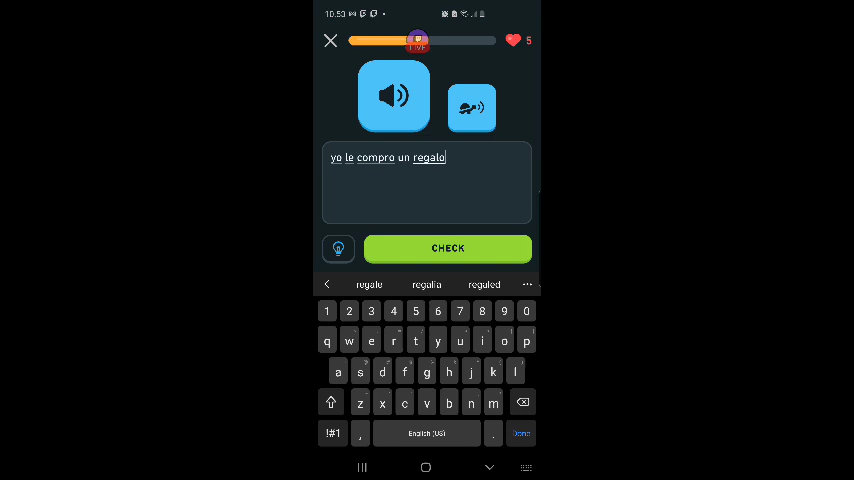 10.53
LIVE
5
yo le compro un regalo
CHECK
regale regalia regaled
1 2 3 4 5 6 7 8 9 0
q w e r t y u i o p
a s d f g h j k l
z x c v b n m
!#1 , English (US) . Done